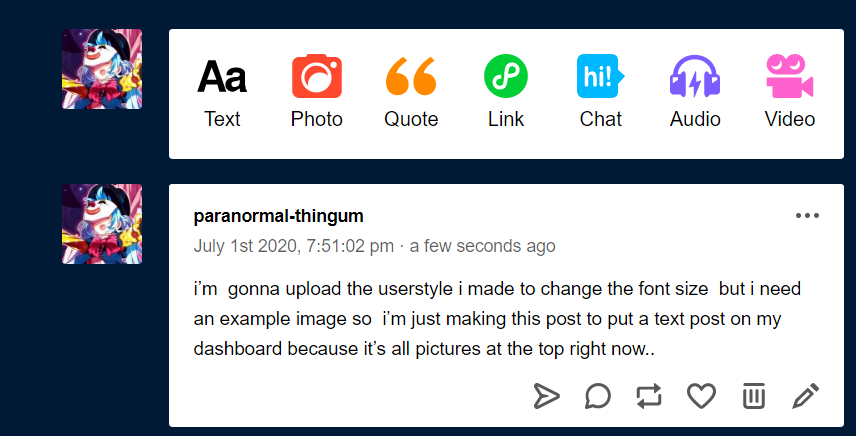 Aa
hi!
Text Photo Quote Link Chat Audio Video
paranormal-thingum
July 1st 2020, 7:51:02 pm · a few seconds ago
i’m  gonna upload the userstyle i made to change the font size  but i need
an example image so  i’m just making this post to put a text post on my
dashboard because it’s all pictures at the top right now..